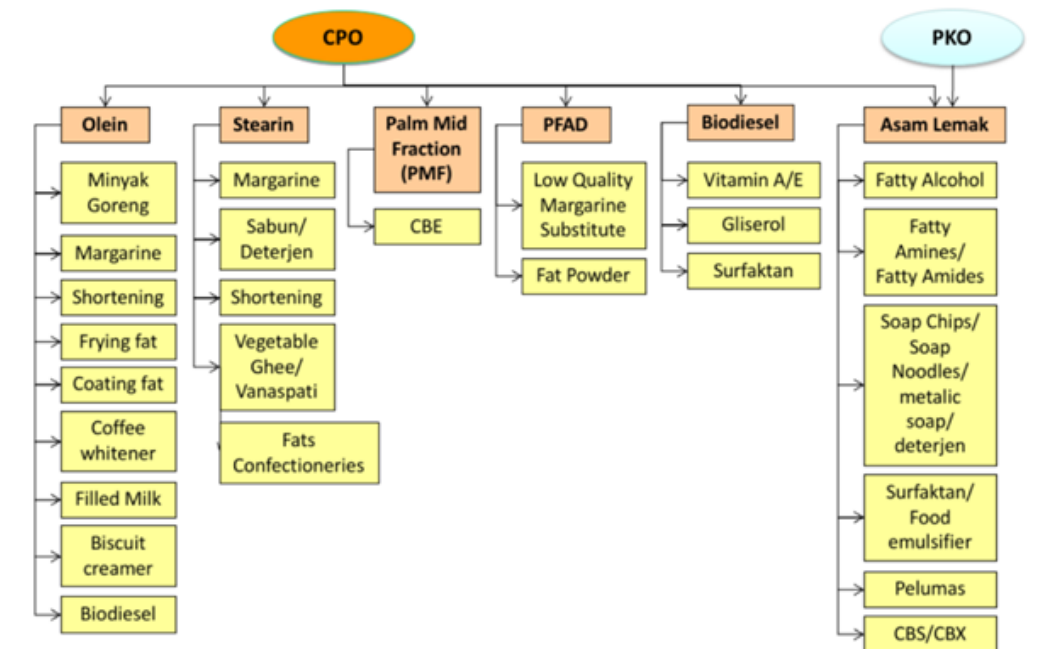 CPO
PKO
Olein
Minyak
Goreng
Margarine
Shortening
Frying fat
Coating fat
Coffee
whitener
Filled Milk
Biscuit
creamer
Biodiesel
Stearin
Margarine
Sabun/
Deterjen
Shortening
Vegetable
Ghee/
Vanaspati
Fats
Confectioneries
Palm Mid
Fraction
(PMF)
CBE
PFAD
Low Quality
Margarine
Substitute
Fat Powder
Biodiesel
Vitamin A/E
Gliserol
Surfaktan
Asam Lemak
Fatty Alcohol
Fatty
Amines/
Fatty Amides
Soap Chips/
Soap
Noodles/
metalic
soap/
deterjen
Surfaktan/
Food
emulsifier
Pelumas
CBS/CBX